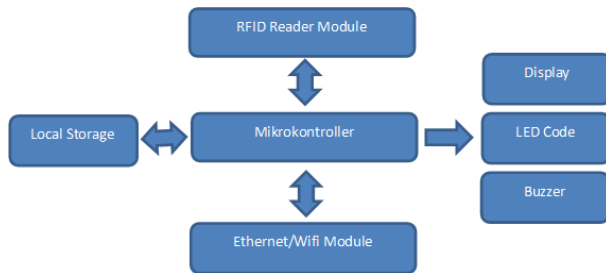 RFID Reader Module
Display
Local Storage
Mikrokontroller
LED Code
Buzzer
Ethernet/Wifi Module